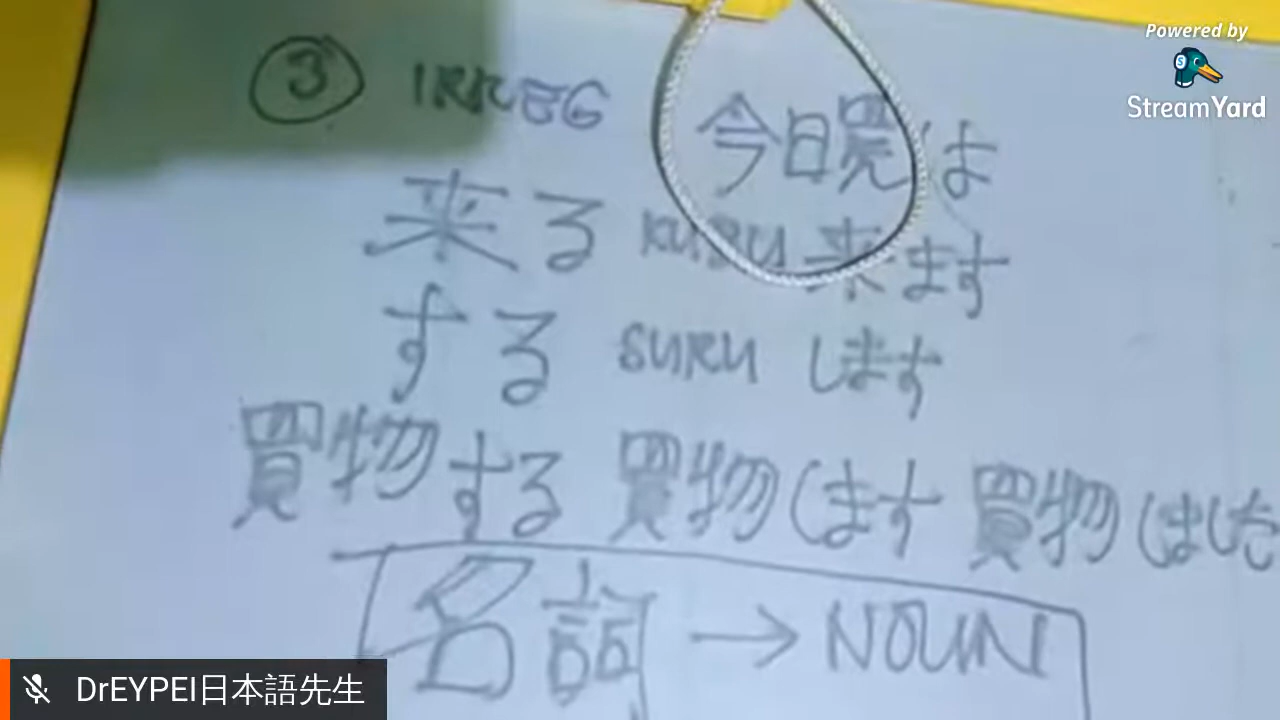 Powered by
StreamYard
③ IRREG
今日 は
来る KURU 来ます
する SURU します
買物する 買物します 買物しました
名詞 → NOUN
DrEYPEI日本語先生